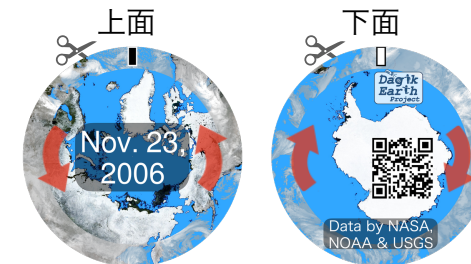 上面
下面
Nov. 23,
2006
Dagik
Earth
Project
Data by NASA,
NOAA & USGS